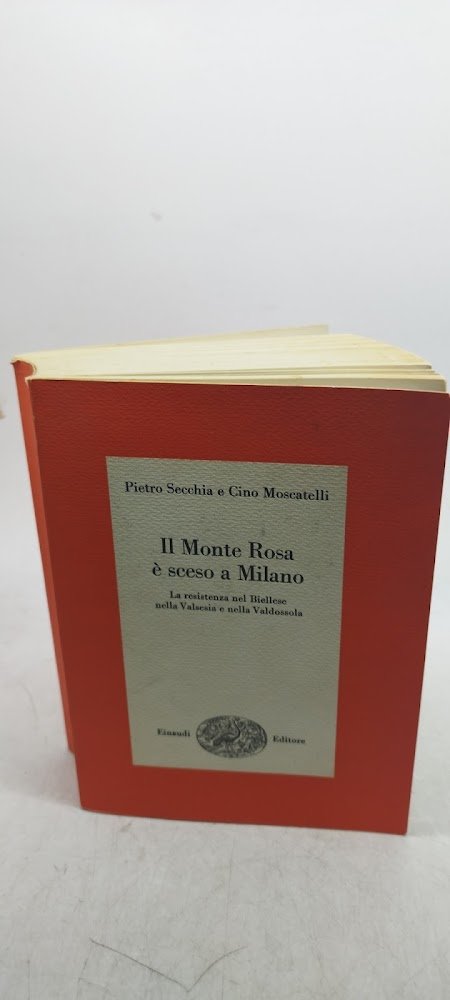 Pietro Secchia e Cino Moscatelli
Il Monte Rosa
è sceso a Milano
La resistenza nel Biellese
nella Valsesia e nella Valdossola
Einaudi Editore